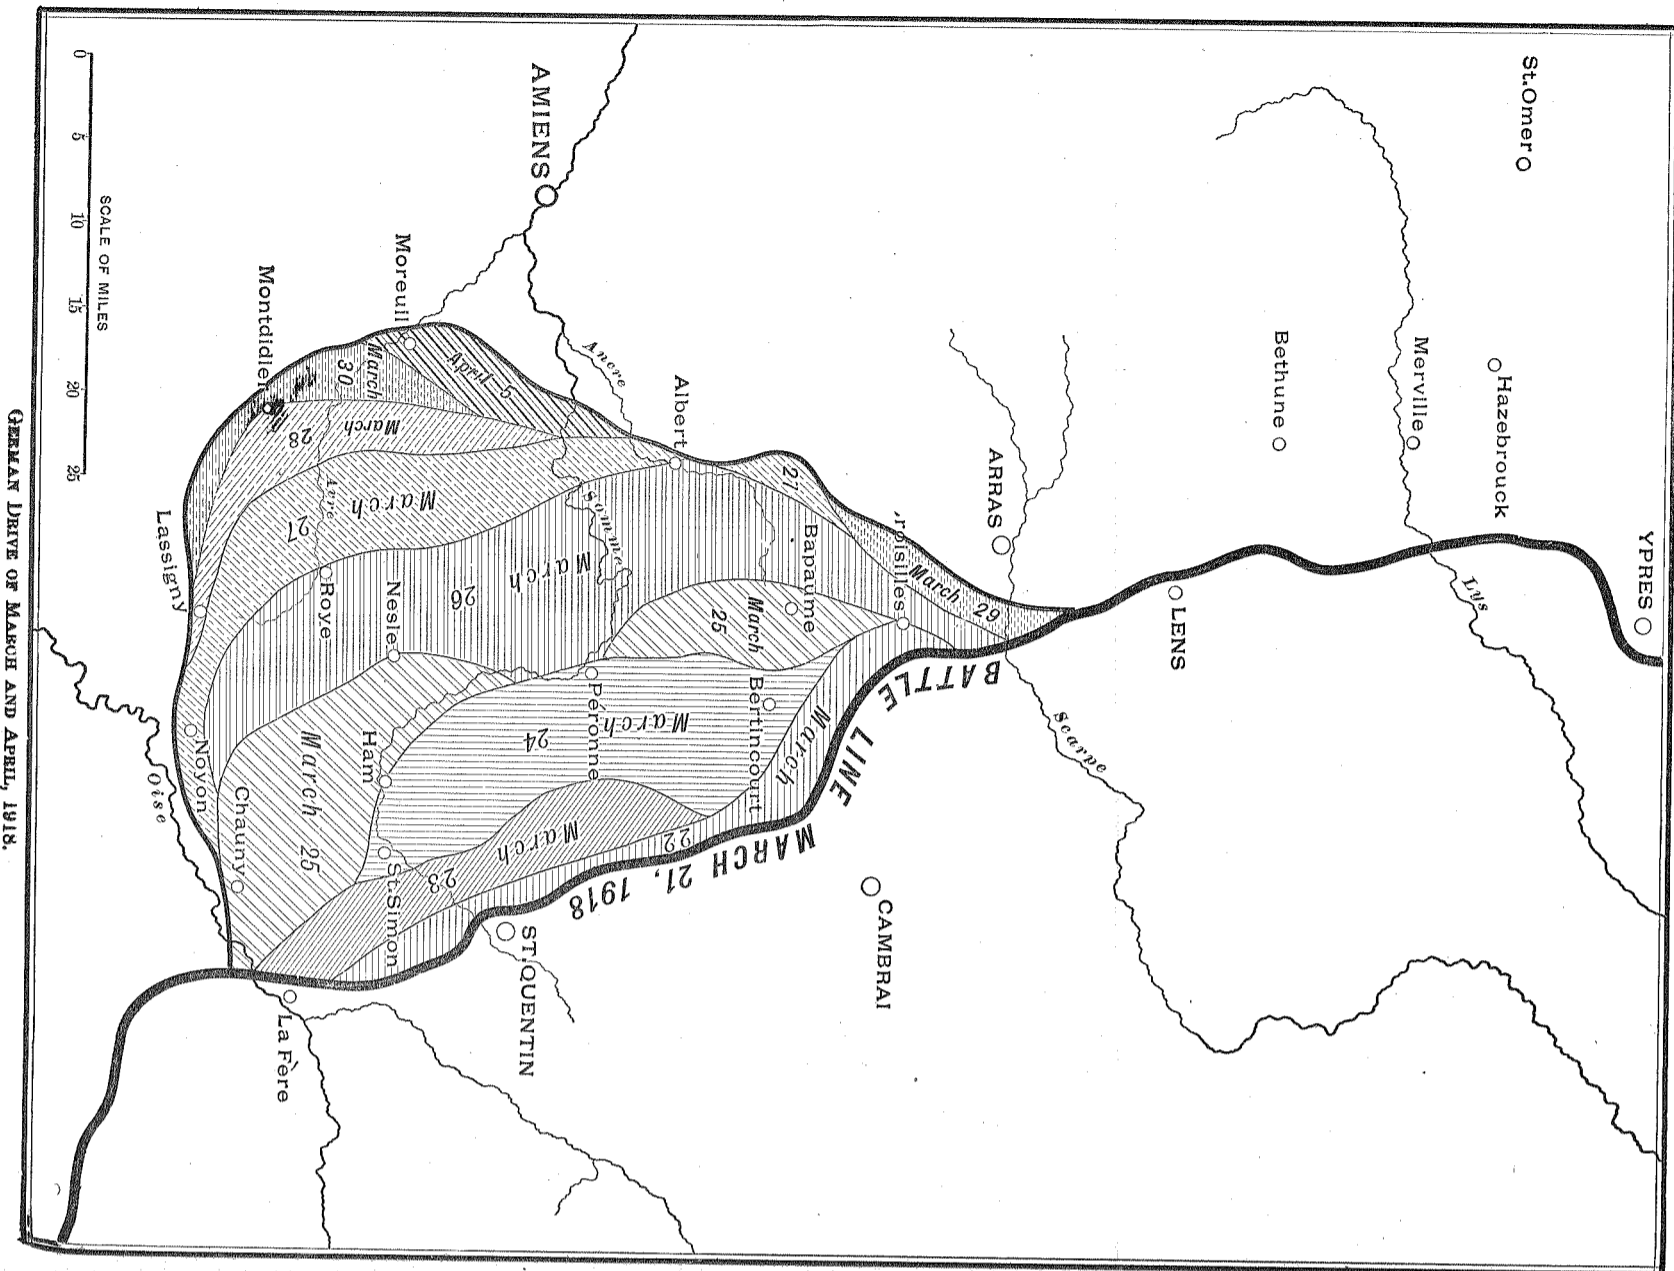 YPRES
St.Omer
Hazebrouck
Merville
Lys
Bethune
LENS
ARRAS
Scarpe
BATTLE LINE MARCH 21, 1918
March 29
CAMBRAI
27
Bapaume
March 25
Bertincourt
March 22
Albert
Ancre
Somme
AMIENS
Péronne
March 24
March 26
March 23
ST.QUENTIN
April 5
Moreuil
March 30
March 28
March 27
Avre
Nesle
Roye
Ham
St.Simon
March 25
La Fère
Montdidier
Lassigny
Noyon
Chauny
Oise
SCALE OF MILES
0 5 10 15 20 25
GERMAN DRIVE OF MARCH AND APRIL, 1918.